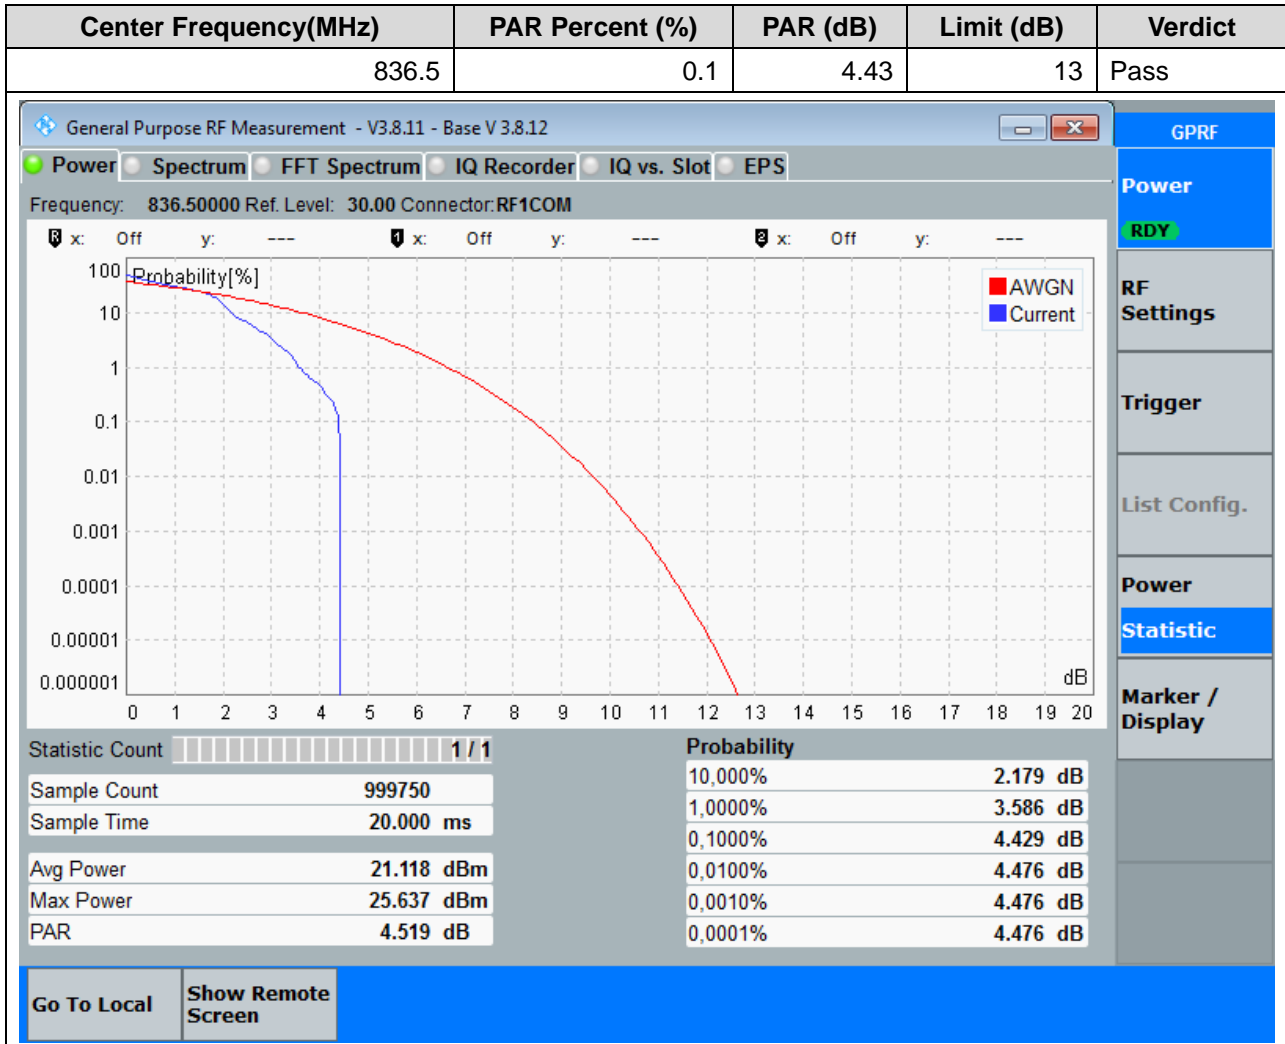 Center Frequency(MHz) PAR Percent (%) PAR (dB) Limit (dB) Verdict
836.5 0.1 4.43 13 Pass
General Purpose RF Measurement - V3.8.11 - Base V 3.8.12
GPRF
Power Spectrum FFT Spectrum IQ Recorder IQ vs. Slot EPS
Power
RDY
Frequency: 836.50000 Ref. Level: 30.00 Connector:RF1COM
R x: Off y: --- 1 x: Off y: --- 2 x: Off y: ---
Probability[%]
AWGN
Current
100
10
1
0.1
0.01
0.001
0.0001
0.00001
0.000001
dB
0 1 2 3 4 5 6 7 8 9 10 11 12 13 14 15 16 17 18 19 20
RF
Settings
Trigger
List Config.
Power
Statistic
Marker /
Display
Statistic Count 1 / 1
Sample Count 999750
Sample Time 20.000 ms
Avg Power 21.118 dBm
Max Power 25.637 dBm
PAR 4.519 dB
Probability
10,000% 2.179 dB
1,0000% 3.586 dB
0,1000% 4.429 dB
0,0100% 4.476 dB
0,0010% 4.476 dB
0,0001% 4.476 dB
Go To Local
Show Remote
Screen